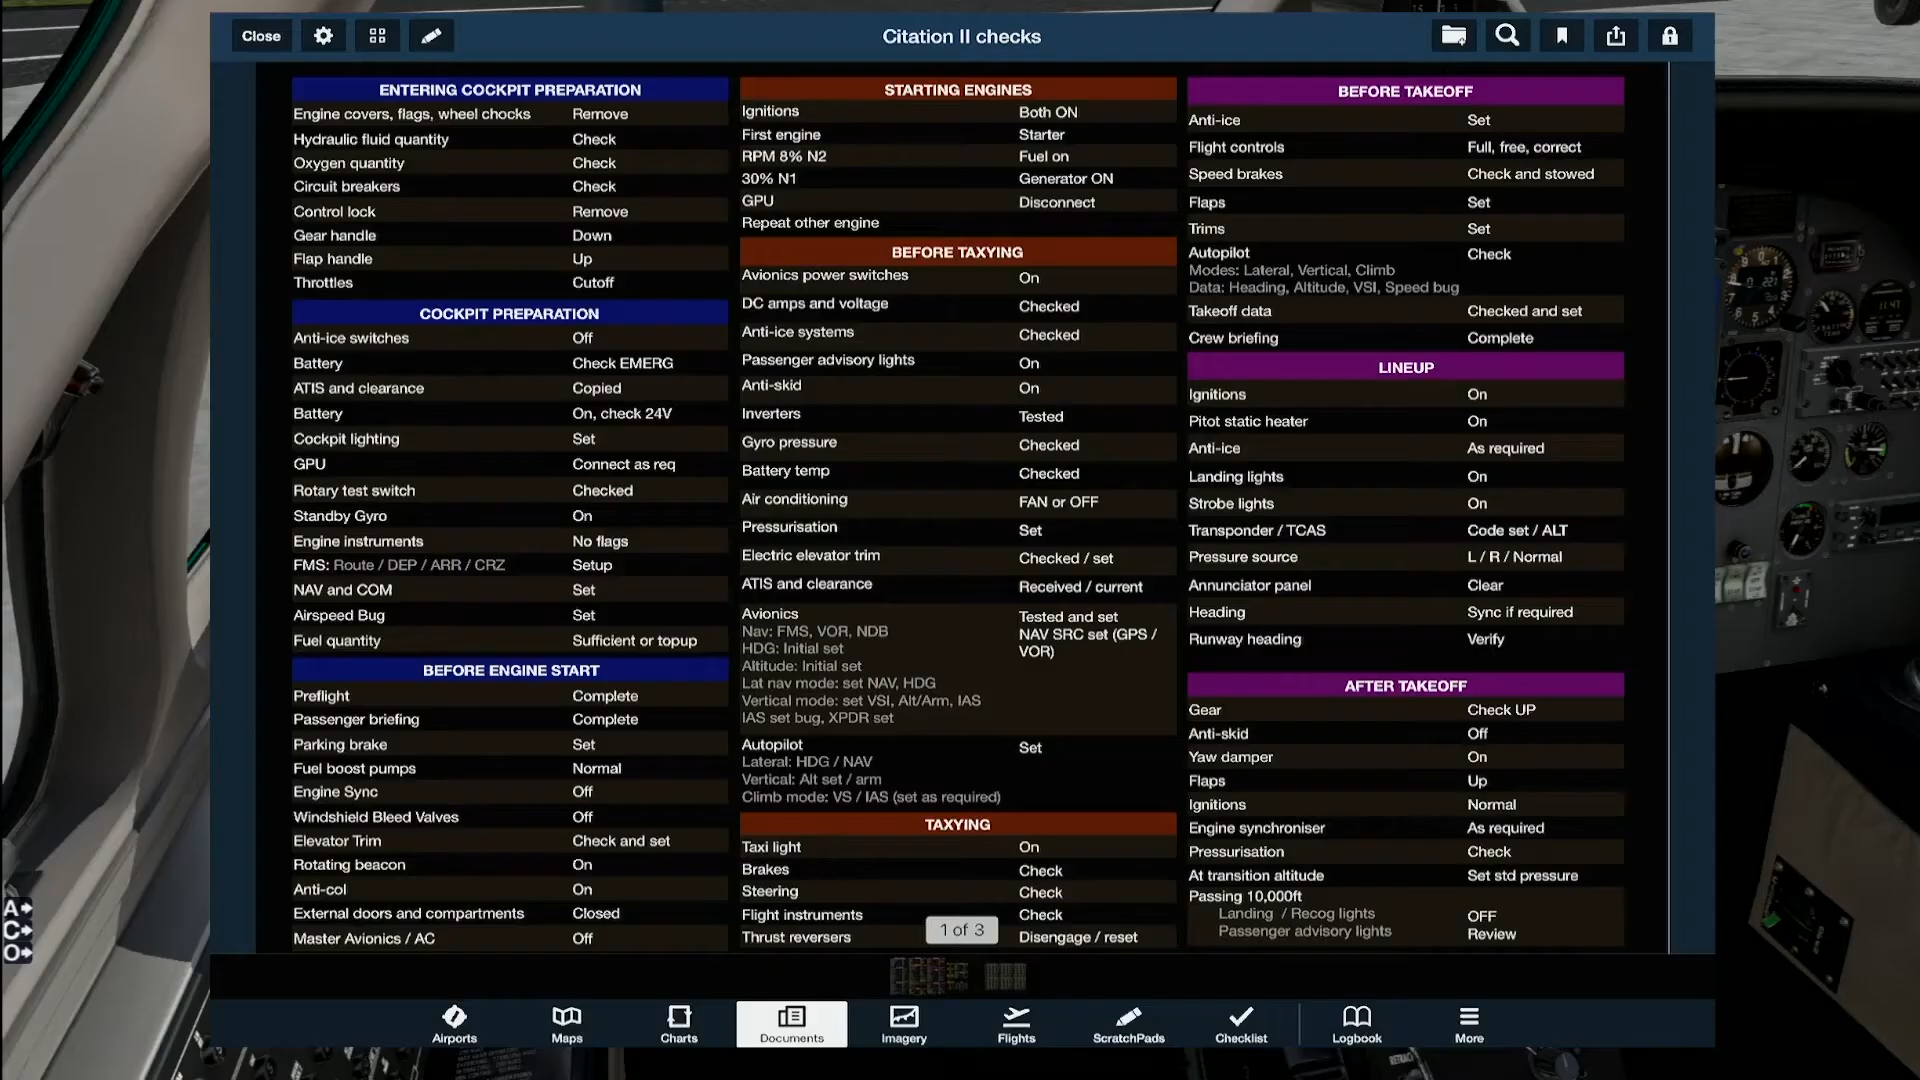 Close
Citation II checks
ENTERING COCKPIT PREPARATION
Engine covers, flags, wheel chocks Remove
Hydraulic fluid quantity Check
Oxygen quantity Check
Circuit breakers Check
Control lock Remove
Gear handle Down
Flap handle Up
Throttles Cutoff
COCKPIT PREPARATION
Anti-ice switches Off
Battery Check EMERG
ATIS and clearance Copied
Battery On, check 24V
Cockpit lighting Set
GPU Connect as req
Rotary test switch Checked
Standby Gyro On
Engine instruments No flags
FMS: Route / DEP / ARR / CRZ Setup
NAV and COM Set
Airspeed Bug Set
Fuel quantity Sufficient or topup
BEFORE ENGINE START
Preflight Complete
Passenger briefing Complete
Parking brake Set
Fuel boost pumps Normal
Engine Sync Off
Windshield Bleed Valves Off
Elevator Trim Check and set
Rotating beacon On
Anti-col On
External doors and compartments Closed
Master Avionics / AC Off
STARTING ENGINES
Ignitions Both ON
First engine Starter
RPM 8% N2 Fuel on
30% N1 Generator ON
GPU Disconnect
Repeat other engine
BEFORE TAXYING
Avionics power switches On
DC amps and voltage Checked
Anti-ice systems Checked
Passenger advisory lights On
Anti-skid On
Inverters Tested
Gyro pressure Checked
Battery temp Checked
Air conditioning FAN or OFF
Pressurisation Set
Electric elevator trim Checked / set
ATIS and clearance Received / current
Avionics Tested and set
Nav: FMS, VOR, NDB NAV SRC set (GPS /
HDG: Initial set VOR)
Altitude: Initial set
Lat nav mode: set NAV, HDG
Vertical mode: set VSI, Alt/Arm, IAS
IAS set bug, XPDR set
Autopilot Set
Lateral: HDG / NAV
Vertical: Alt set / arm
Climb mode: VS / IAS (set as required)
TAXYING
Taxi light On
Brakes Check
Steering Check
Flight instruments Check
Thrust reversers Disengage / reset
1 of 3
BEFORE TAKEOFF
Anti-ice Set
Flight controls Full, free, correct
Speed brakes Check and stowed
Flaps Set
Trims Set
Autopilot Check
Modes: Lateral, Vertical, Climb
Data: Heading, Altitude, VSI, Speed bug
Takeoff data Checked and set
Crew briefing Complete
LINEUP
Ignitions On
Pitot static heater On
Anti-ice As required
Landing lights On
Strobe lights On
Transponder / TCAS Code set / ALT
Pressure source L / R / Normal
Annunciator panel Clear
Heading Sync if required
Runway heading Verify
AFTER TAKEOFF
Gear Check UP
Anti-skid Off
Yaw damper On
Flaps Up
Ignitions Normal
Engine synchroniser As required
Pressurisation Check
At transition altitude Set std pressure
Passing 10,000ft
Landing / Recog lights OFF
Passenger advisory lights Review
A
C
O
Airports Maps Charts Documents Imagery Flights ScratchPads Checklist Logbook More